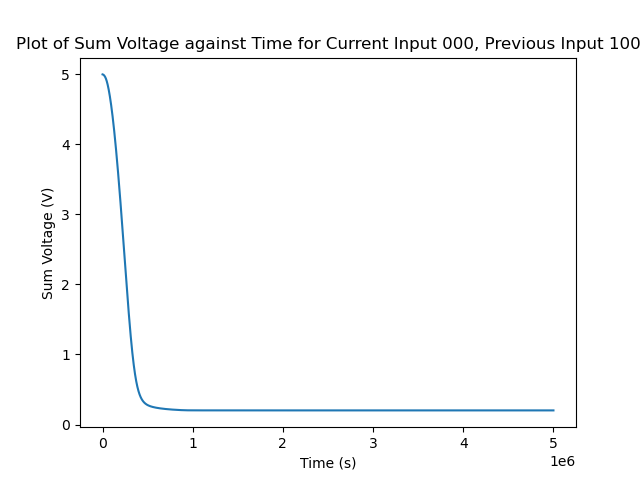 Plot of Sum Voltage against Time for Current Input 000, Previous Input 100
5
4
3
2
1
0
Sum Voltage (V)
0 1 2 3 4 5
1e6
Time (s)